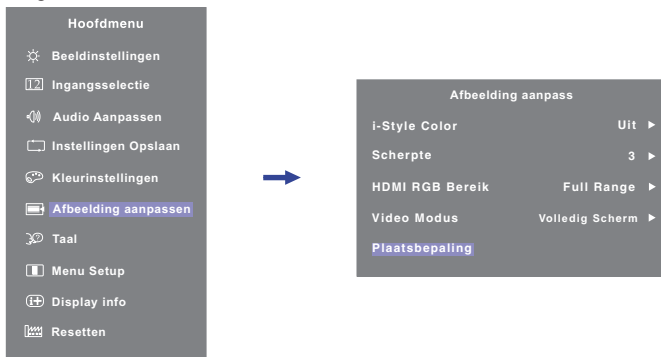 Hoofdmenu
Beeldinstellingen
12 Ingangsselectie
Audio Aanpassen
Instellingen Opslaan
Kleurinstellingen
Afbeelding aanpassen
Taal
Menu Setup
Display info
Resetten
Afbeelding aanpass
i-Style Color Uit
Scherpte 3
HDMI RGB Bereik Full Range
Video Modus Volledig Scherm
Plaatsbepaling